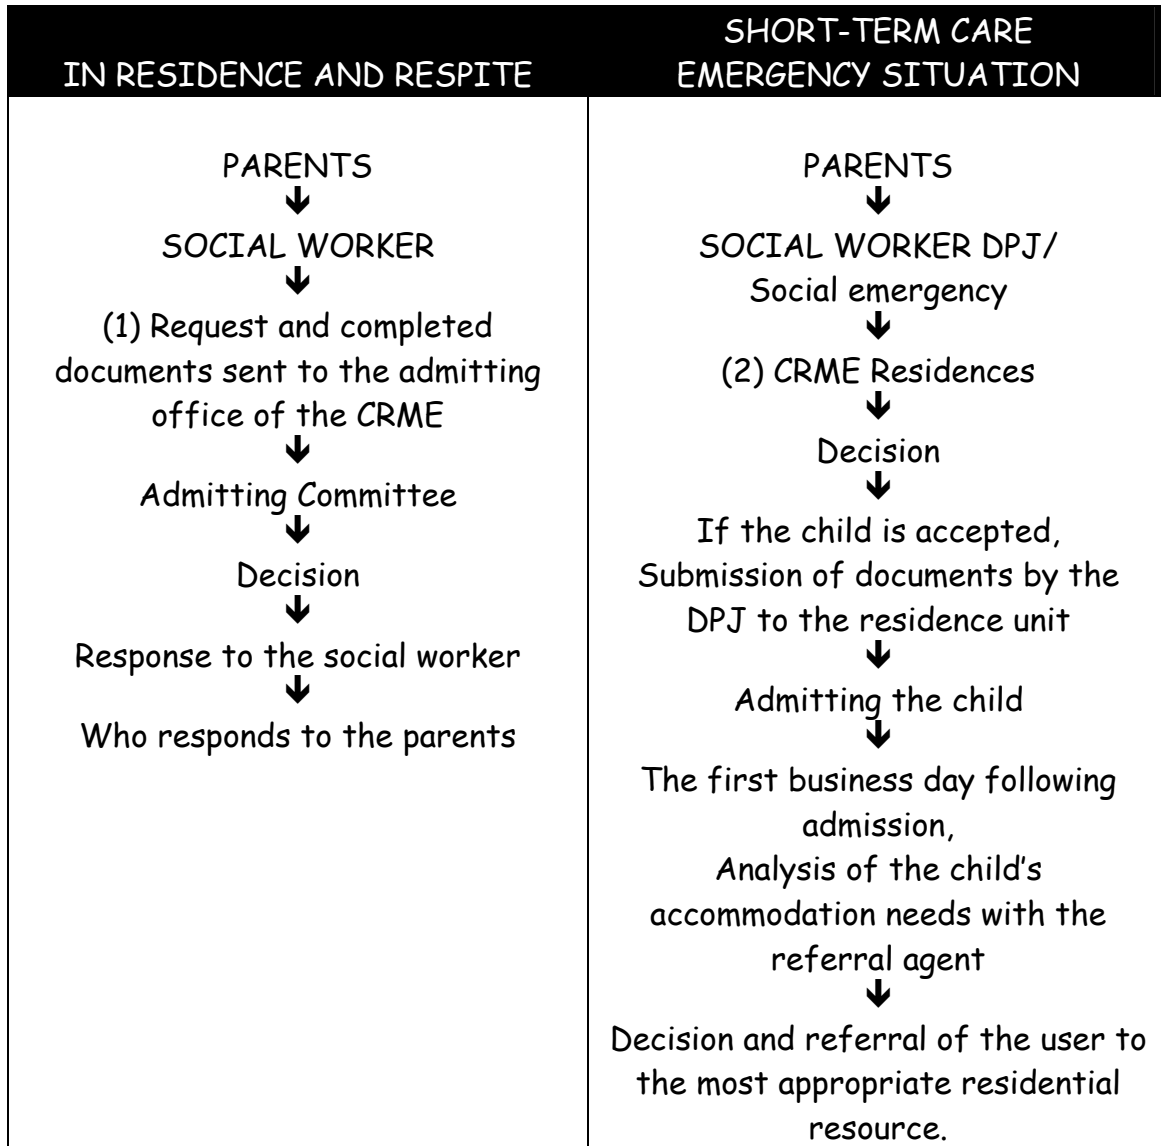 IN RESIDENCE AND RESPITE
SHORT-TERM CARE
EMERGENCY SITUATION
PARENTS
↓
SOCIAL WORKER
↓
(1) Request and completed
documents sent to the admitting
office of the CRME
↓
Admitting Committee
↓
Decision
↓
Response to the social worker
↓
Who responds to the parents
PARENTS
↓
SOCIAL WORKER DPJ/
Social emergency
↓
(2) CRME Residences
↓
Decision
↓
If the child is accepted,
Submission of documents by the
DPJ to the residence unit
↓
Admitting the child
↓
The first business day following
admission,
Analysis of the child's
accommodation needs with the
referral agent
↓
Decision and referral of the user to
the most appropriate residential
resource.